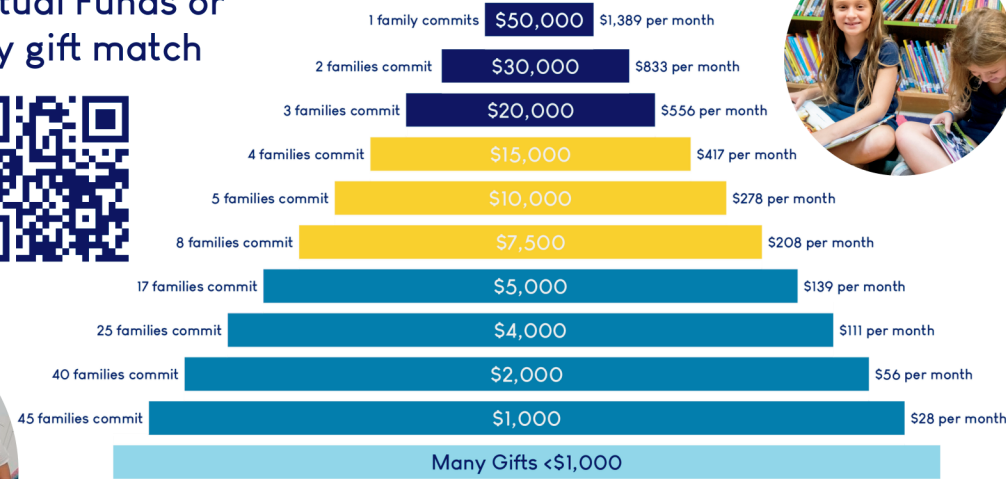 1 family commits $50,000 $1,389 per month
gift match
2 families commit $30,000 $833 per month
3 families commit $20,000 $556 per month
4 families commit $15,000 $417 per month
5 families commit $10,000 $278 per month
8 families commit $7,500 $208 per month
17 families commit $5,000 $139 per month
25 families commit $4,000 $111 per month
40 families commit $2,000 $56 per month
45 families commit $1,000 $28 per month
Many Gifts <$1,000